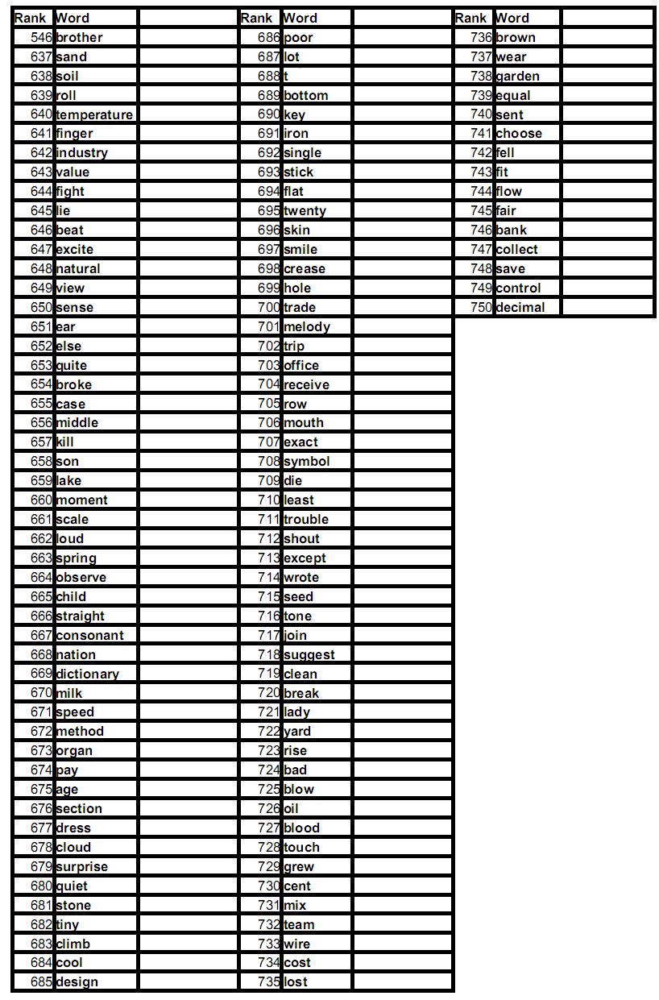 Rank Word Rank Word Rank Word
546 brother 686 poor 736 brown
637 sand 687 lot 737 wear
638 soil 688 t 738 garden
639 roll 689 bottom 739 equal
640 temperature 690 key 740 sent
641 finger 691 iron 741 choose
642 industry 692 single 742 fell
643 value 693 stick 743 fit
644 fight 694 flat 744 flow
645 lie 695 twenty 745 fair
646 beat 696 skin 746 bank
647 excite 697 smile 747 collect
648 natural 698 crease 748 save
649 view 699 hole 749 control
650 sense 700 trade 750 decimal
651 ear 701 melody
652 else 702 trip
653 quite 703 office
654 broke 704 receive
655 case 705 row
656 middle 706 mouth
657 kill 707 exact
658 son 708 symbol
659 lake 709 die
660 moment 710 least
661 scale 711 trouble
662 loud 712 shout
663 spring 713 except
664 observe 714 wrote
665 child 715 seed
666 straight 716 tone
667 consonant 717 join
668 nation 718 suggest
669 dictionary 719 clean
670 milk 720 break
671 speed 721 lady
672 method 722 yard
673 organ 723 rise
674 pay 724 bad
675 age 725 blow
676 section 726 oil
677 dress 727 blood
678 cloud 728 touch
679 surprise 729 grew
680 quiet 730 cent
681 stone 731 mix
682 tiny 732 team
683 climb 733 wire
684 cool 734 cost
685 design 735 lost